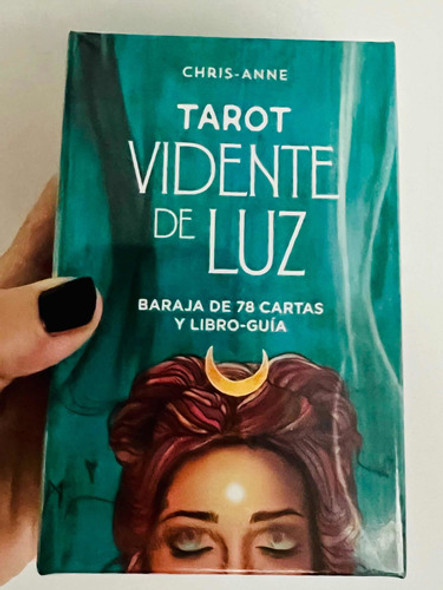 CHRIS-ANNE
TAROT
VIDENTE
DE LUZ
BARAJA DE 78 CARTAS
Y LIBRO-GUÍA